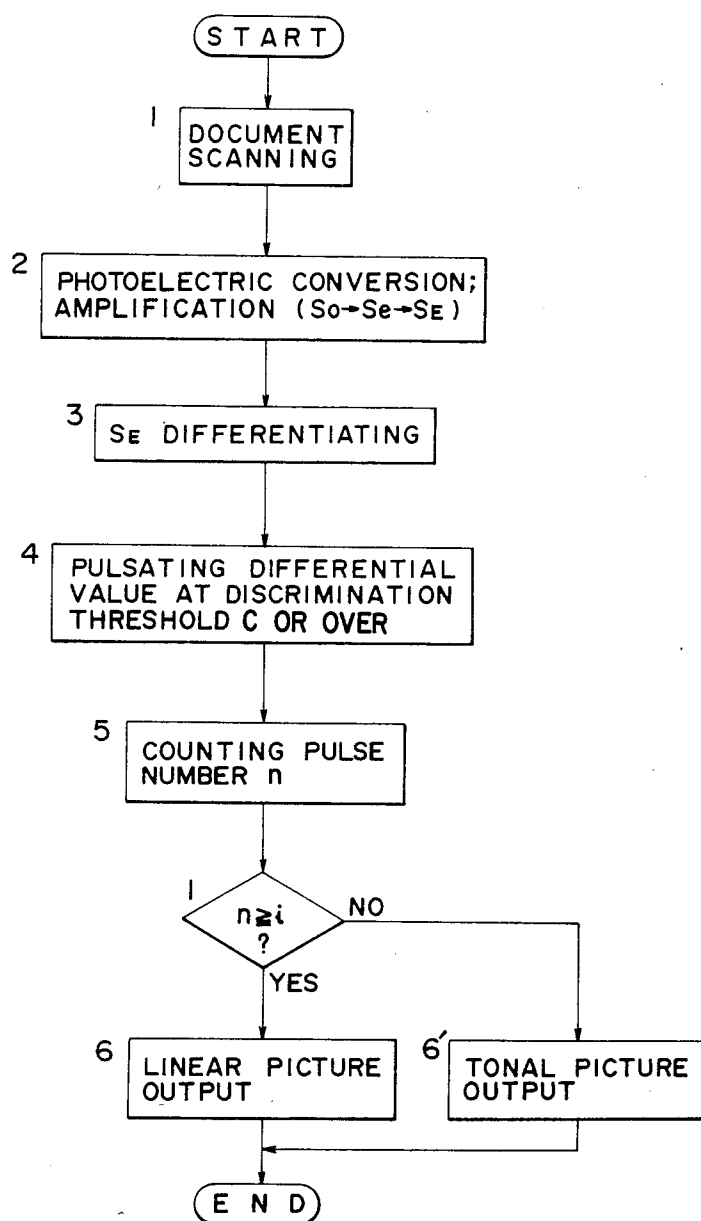 START
1
DOCUMENT
SCANNING
2
PHOTOELECTRIC CONVERSION;
AMPLIFICATION (So→Se→SE)
3
SE DIFFERENTIATING
4
PULSATING DIFFERENTIAL
VALUE AT DISCRIMINATION
THRESHOLD C OR OVER
5
COUNTING PULSE
NUMBER n
1
n≧i
?
NO
YES
6
LINEAR PICTURE
OUTPUT
6'
TONAL PICTURE
OUTPUT
END